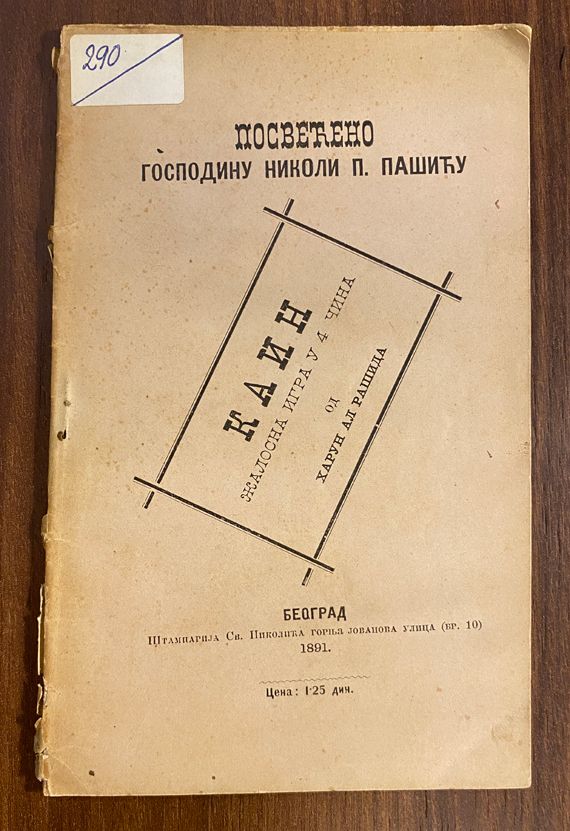 290
ПОСВЕЋЕНО
ГОСПОДИНУ НИКОЛИ П. ПАШИЋУ
КАИН
ЖАЛОСНА ИГРА У 4 ЧИНА
ОД
ХАРУН АЛ РАШИДА
БЕОГРАД
Штампарија Св. Николића горња јованова улица (бр. 10)
1891.
Цена: 1·25 дин.